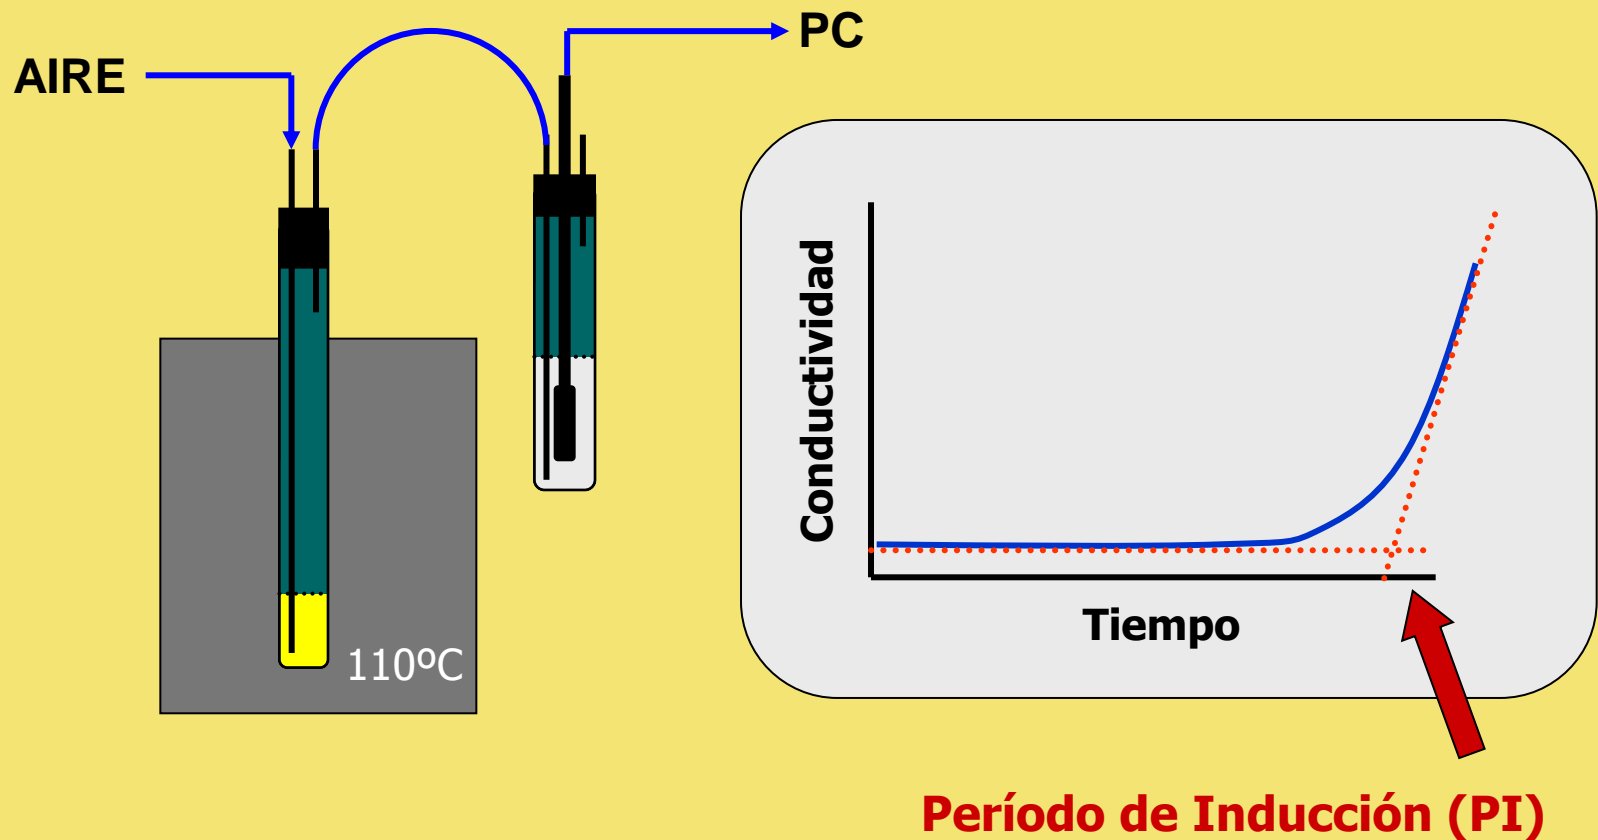 PC
AIRE
Conductividad
Tiempo
110ºC
Período de Inducción (PI)